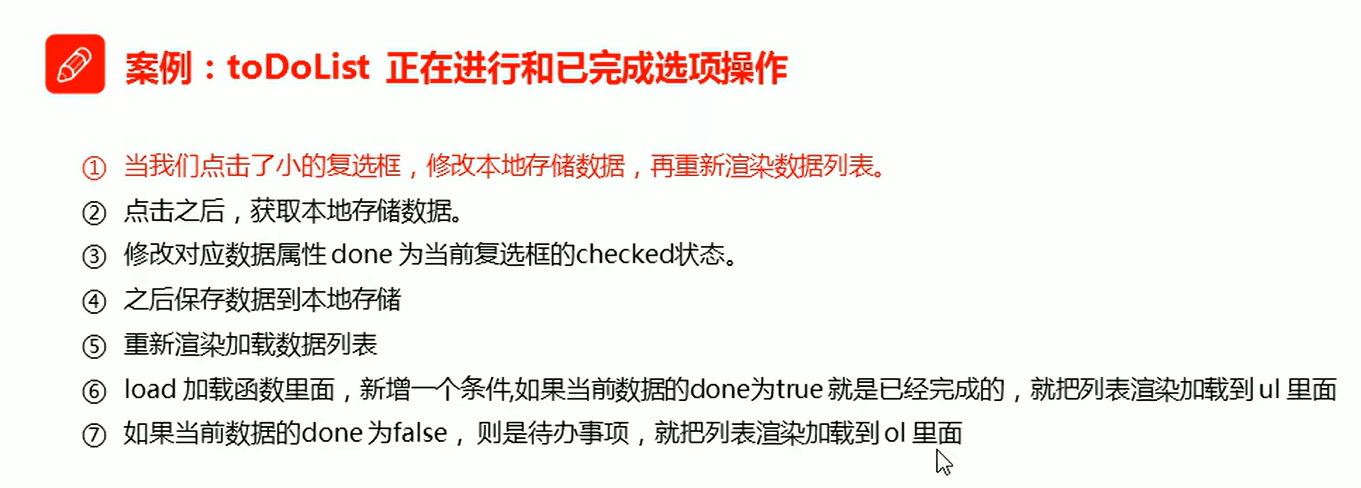 案例：toDoList 正在进行和已完成选项操作
① 当我们点击了小的复选框，修改本地存储数据，再重新渲染数据列表。
② 点击之后，获取本地存储数据。
③ 修改对应数据属性 done 为当前复选框的checked状态。
④ 之后保存数据到本地存储
⑤ 重新渲染加载数据列表
⑥ load 加载函数里面，新增一个条件,如果当前数据的done为true 就是已经完成的，就把列表渲染加载到 ul 里面
⑦ 如果当前数据的done 为false， 则是待办事项，就把列表渲染加载到 ol 里面